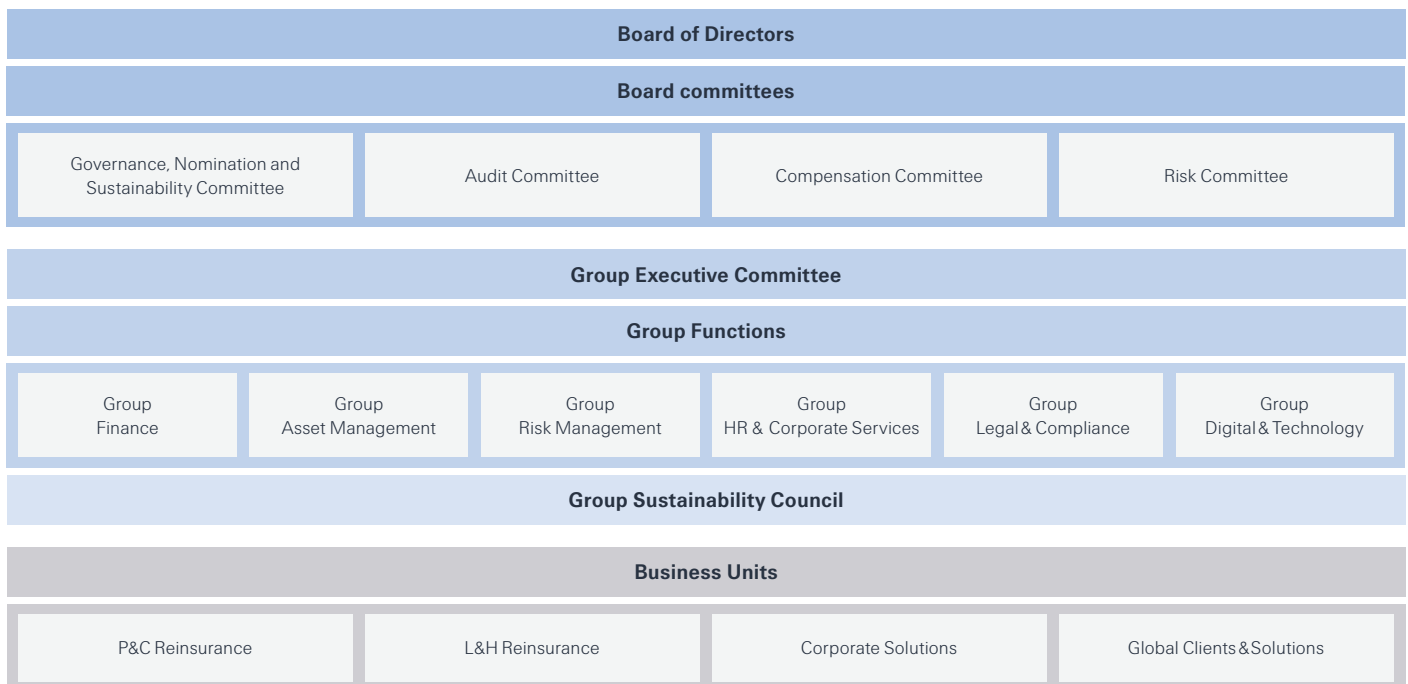 Board of Directors
Board committees
Governance, Nomination and
Sustainability Committee
Audit Committee
Compensation Committee
Risk Committee
Group Executive Committee
Group Functions
Group
Finance
Group
Asset Management
Group
Risk Management
Group
HR & Corporate Services
Group
Legal & Compliance
Group
Digital & Technology
Group Sustainability Council
Business Units
P&C Reinsurance
L&H Reinsurance
Corporate Solutions
Global Clients & Solutions